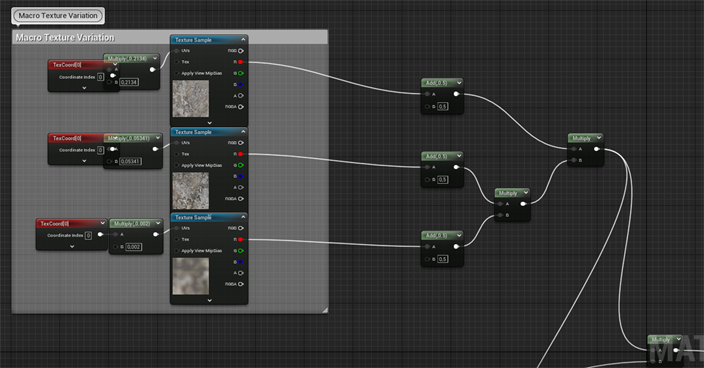 Macro Texture Variation
Macro Texture Variation
Texture Sample
TexCoord[0]
Coordinate Index 0
Multiply(,0.2134)
A
B 0,2134
UVs
Tex
Apply View MipBias
RGB
R
G
B
A
RGBA
Add(,0.5)
A
B 0,5
Texture Sample
TexCoord[0]
Coordinate Index 0
Multiply(,0.05341)
B 0,05341
UVs
Tex
Apply View MipBias
RGB
R
G
B
A
RGBA
Add(,0.5)
A
B 0,5
Multiply
A
B
Multiply
A
B
Texture Sample
TexCoord[0]
Coordinate Index 0
Multiply(,0.002)
A
B 0,002
UVs
Tex
Apply View MipBias
RGB
R
G
B
A
RGBA
Add(,0.5)
A
B 0,5
Multiply
MAT